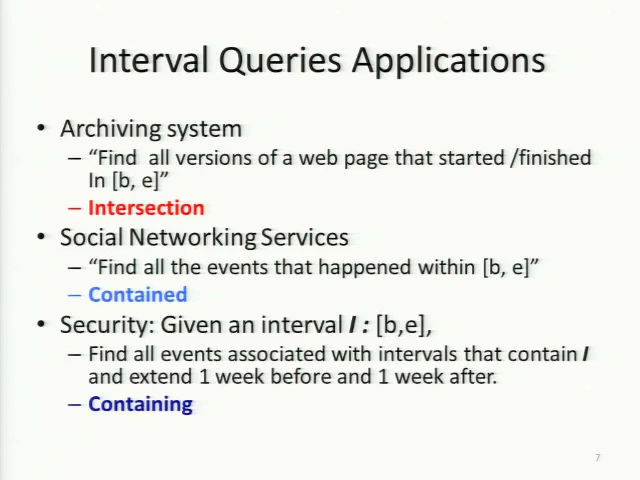 Interval Queries Applications
• Archiving system
– “Find all versions of a web page that started /finished
In [b, e]”
– Intersection
• Social Networking Services
– “Find all the events that happened within [b, e]”
– Contained
• Security: Given an interval I : [b,e],
– Find all events associated with intervals that contain I
and extend 1 week before and 1 week after.
– Containing
7